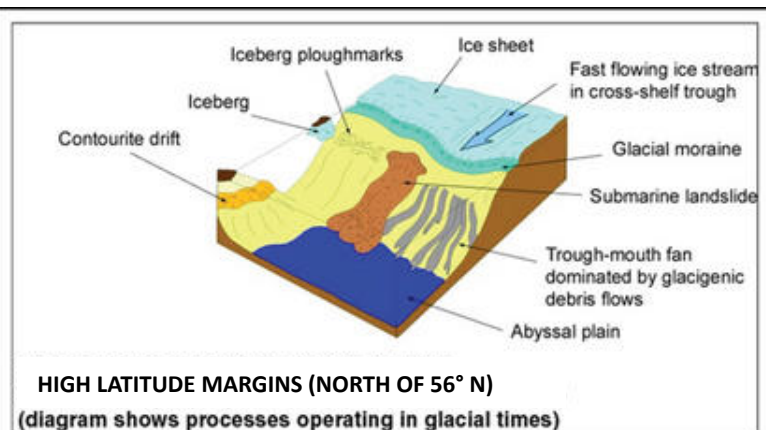 Iceberg ploughmarks
Ice sheet
Fast flowing ice stream
in cross-shelf trough
Iceberg
Contourite drift
Glacial moraine
Submarine landslide
Trough-mouth fan
dominated by glacigenic
debris flows
Abyssal plain
HIGH LATITUDE MARGINS (NORTH OF 56° N)
(diagram shows processes operating in glacial times)